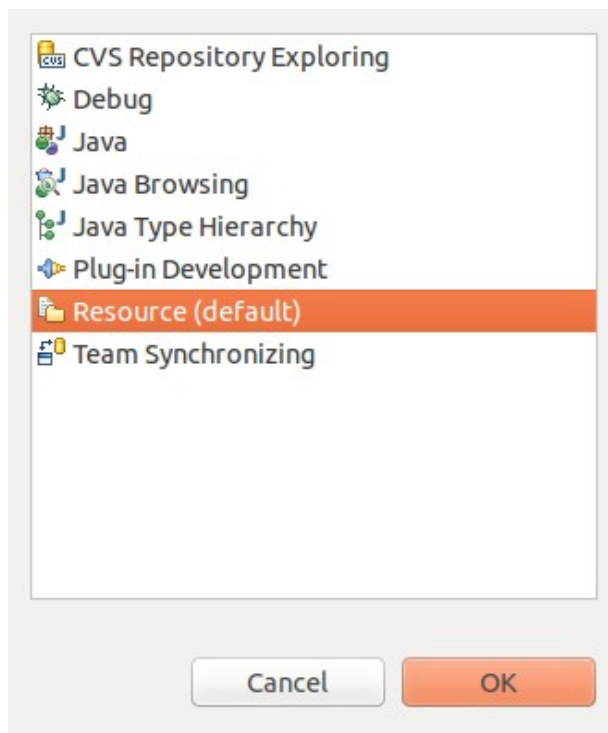 CVS Repository Exploring
Debug
Java
Java Browsing
Java Type Hierarchy
Plug-in Development
Resource (default)
Team Synchronizing
Cancel OK